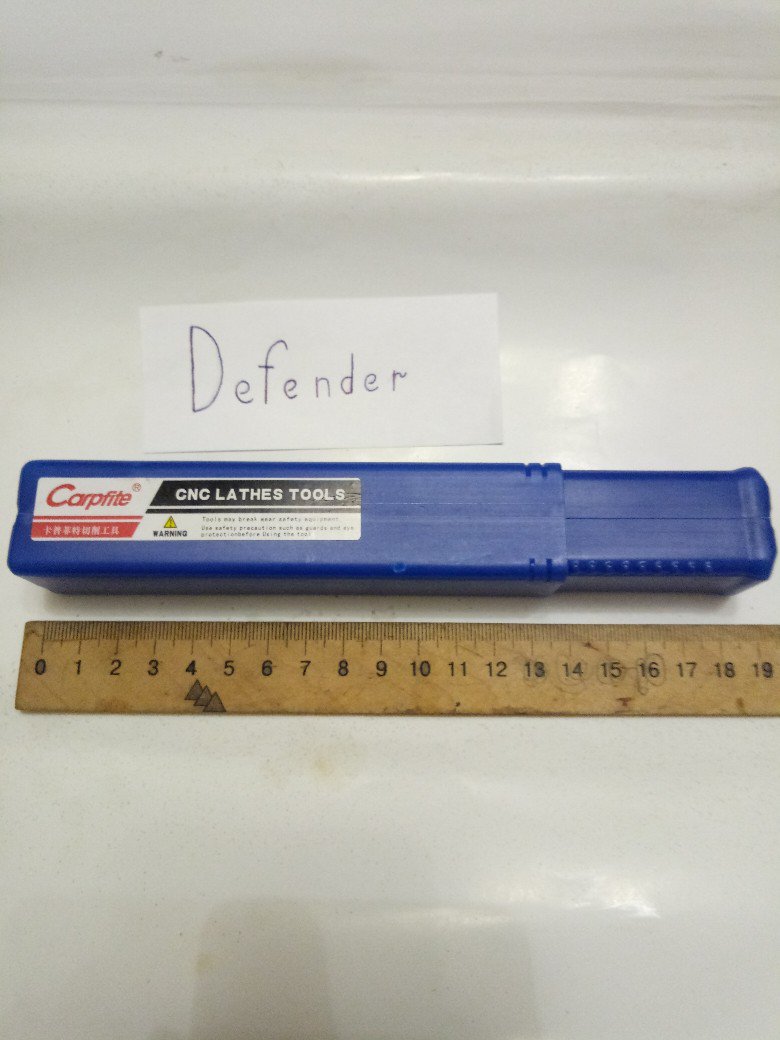 Defender
Carpfite®
CNC LATHES TOOLS
卡普菲特切削工具
WARNING
Tools may break wear safety equipment
Use safety precaution such as guards and eye
protectionbefore Using the tool
0 1 2 3 4 5 6 7 8 9 10 11 12 13 14 15 16 17 18 19